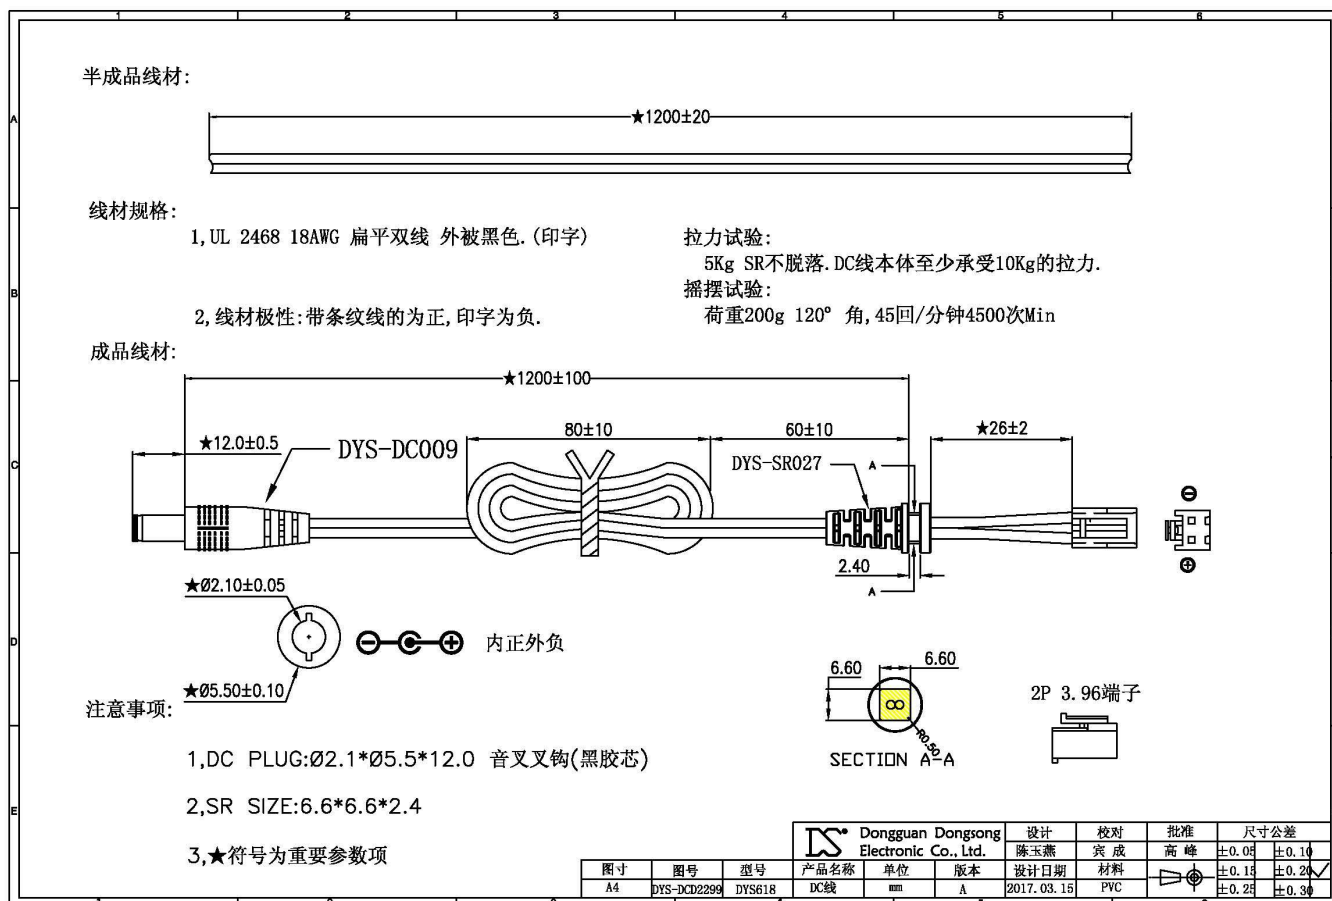 1 2 3 4 5 6
半成品线材:
A
★1200±20
线材规格:
1,UL 2468 18AWG 扁平双线 外被黑色.(印字)
拉力试验:
5Kg SR不脱落.DC线本体至少承受10Kg的拉力.
B
摇摆试验:
2,线材极性:带条纹线的为正,印字为负.
荷重200g 120° 角,45回/分钟4500次Min
成品线材:
★1200±100
★12.0±0.5
DYS-DC009
80±10
60±10
★26±2
C
DYS-SR027
A
2.40
A
★Ø2.10±0.05
D
内正外负
★Ø5.50±0.10
6.60
6.60
R0.50
SECTION A-A
2P 3.96端子
注意事项:
1,DC PLUG:Ø2.1*Ø5.5*12.0 音叉叉钩(黑胶芯)
2,SR SIZE:6.6*6.6*2.4
E
3,★符号为重要参数项
DS Dongguan Dongsong
Electronic Co., Ltd.
设计 校对 批准 尺寸公差
陈玉燕 宾成 高峰 ±0.05 ±0.10
图寸 图号 型号 产品名称 单位 版本 设计日期 材料 ±0.15 ±0.20
A4 DYS-DCD2299 DYS618 DC线 mm A 2017.03.15 PVC ±0.25 ±0.30